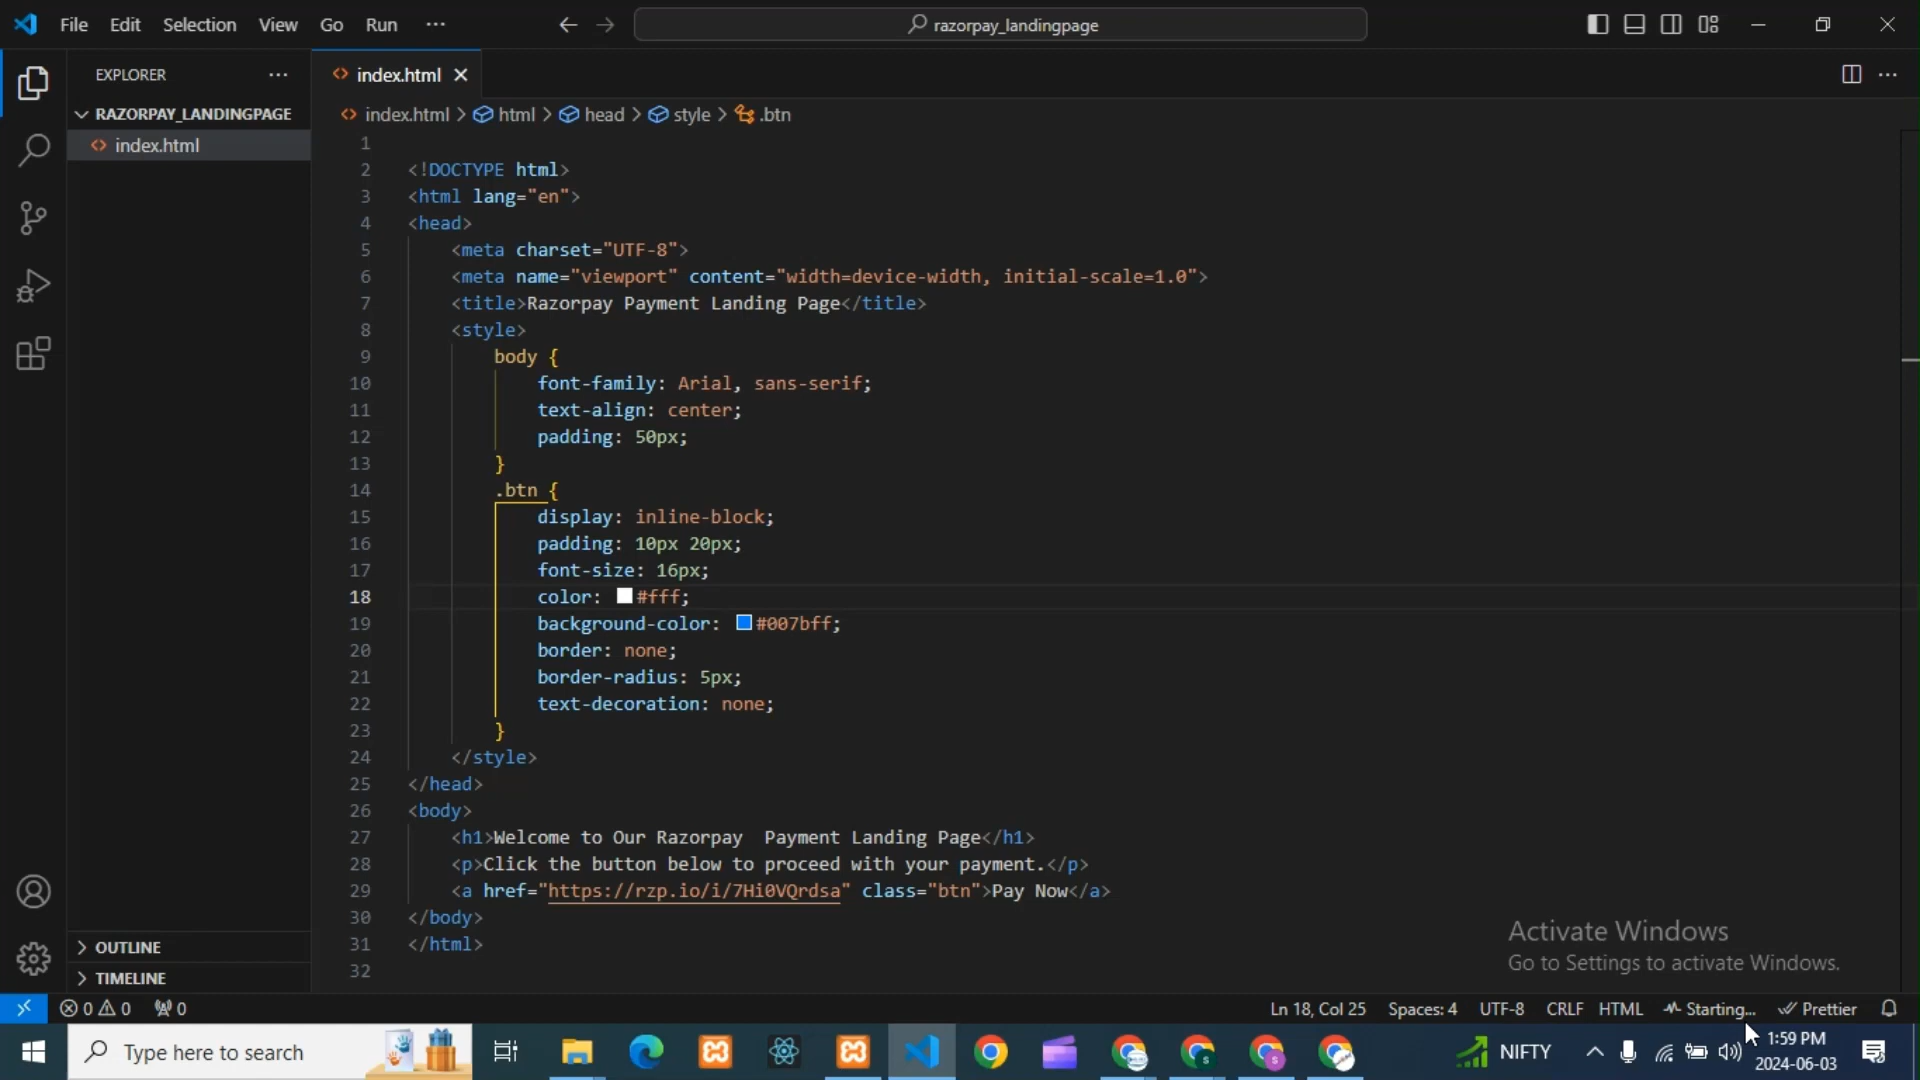 File Edit Selection View Go Run ··· razorpay_landingpage
EXPLORER ··· index.html
RAZORPAY_LANDINGPAGE
index.html
index.html > html > head > style > .btn
1
2 <!DOCTYPE html>
3 <html lang="en">
4 <head>
5 <meta charset="UTF-8">
6 <meta name="viewport" content="width=device-width, initial-scale=1.0">
7 <title>Razorpay Payment Landing Page</title>
8 <style>
9 body {
10 font-family: Arial, sans-serif;
11 text-align: center;
12 padding: 50px;
13 }
14 .btn {
15 display: inline-block;
16 padding: 10px 20px;
17 font-size: 16px;
18 color: #fff;
19 background-color: #007bff;
20 border: none;
21 border-radius: 5px;
22 text-decoration: none;
23 }
24 </style>
25 </head>
26 <body>
27 <h1>Welcome to Our Razorpay  Payment Landing Page</h1>
28 <p>Click the button below to proceed with your payment.</p>
29 <a href="https://rzp.io/i/7Hi0VQrdsa" class="btn">Pay Now</a>
30 </body>
31 </html>
32
OUTLINE
TIMELINE
Activate Windows
Go to Settings to activate Windows.
0 0 0 Ln 18, Col 25 Spaces: 4 UTF-8 CRLF HTML Starting... Prettier
Type here to search NIFTY 1:59 PM
2024-06-03